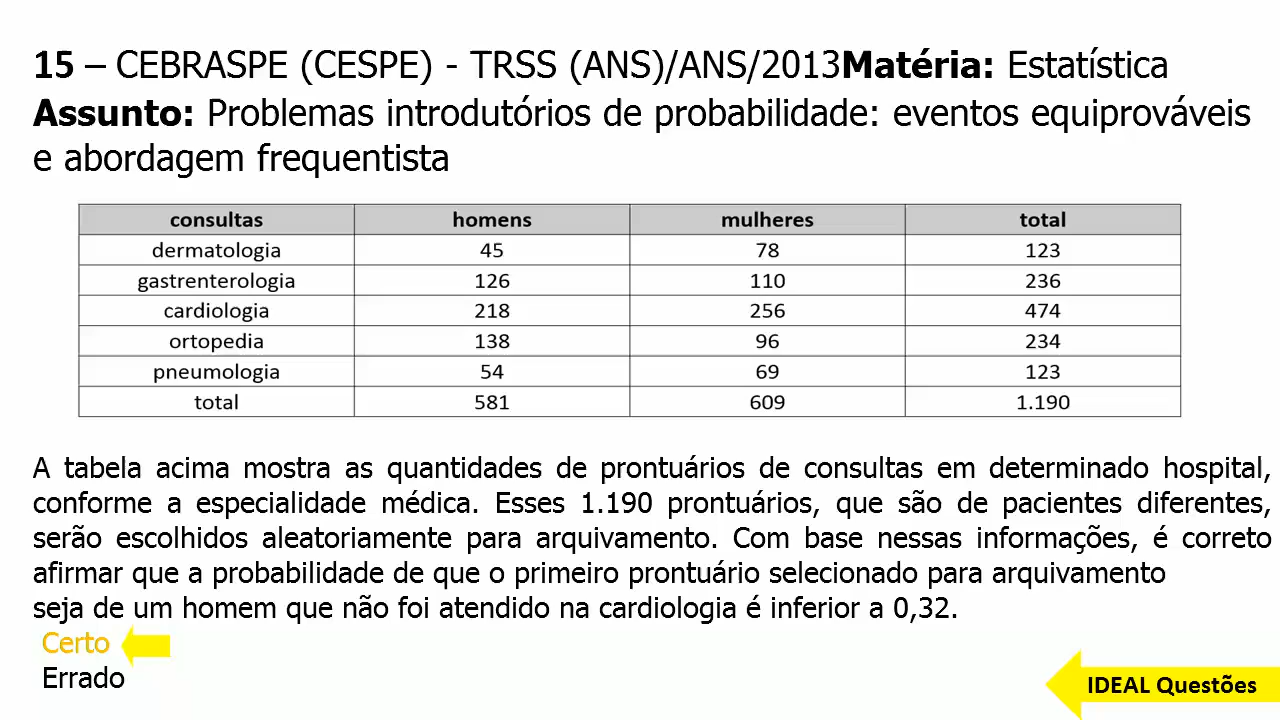 15 – CEBRASPE (CESPE) - TRSS (ANS)/ANS/2013Matéria: Estatística
Assunto: Problemas introdutórios de probabilidade: eventos equiprováveis
e abordagem frequentista
consultas homens mulheres total
dermatologia 45 78 123
gastrenterologia 126 110 236
cardiologia 218 256 474
ortopedia 138 96 234
pneumologia 54 69 123
total 581 609 1.190
A tabela acima mostra as quantidades de prontuários de consultas em determinado hospital,
conforme a especialidade médica. Esses 1.190 prontuários, que são de pacientes diferentes,
serão escolhidos aleatoriamente para arquivamento. Com base nessas informações, é correto
afirmar que a probabilidade de que o primeiro prontuário selecionado para arquivamento
seja de um homem que não foi atendido na cardiologia é inferior a 0,32.
Certo
Errado
IDEAL Questões